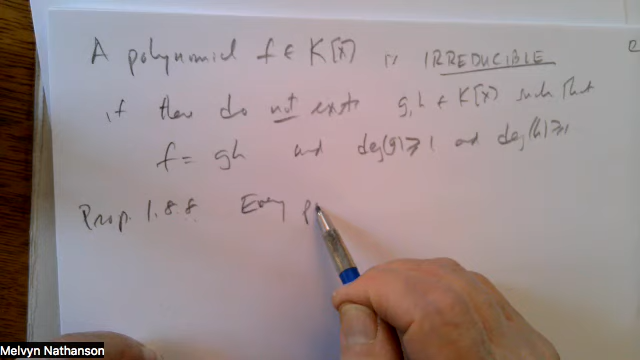 A polynomial f ∈ K[x] is IRREDUCIBLE
if there do not exist g, h ∈ K[x] such that
f = gh and deg(g) ≥ 1 and deg(h) ≥ 1
Prop. 1.8.8. Every p
Melvyn Nathanson